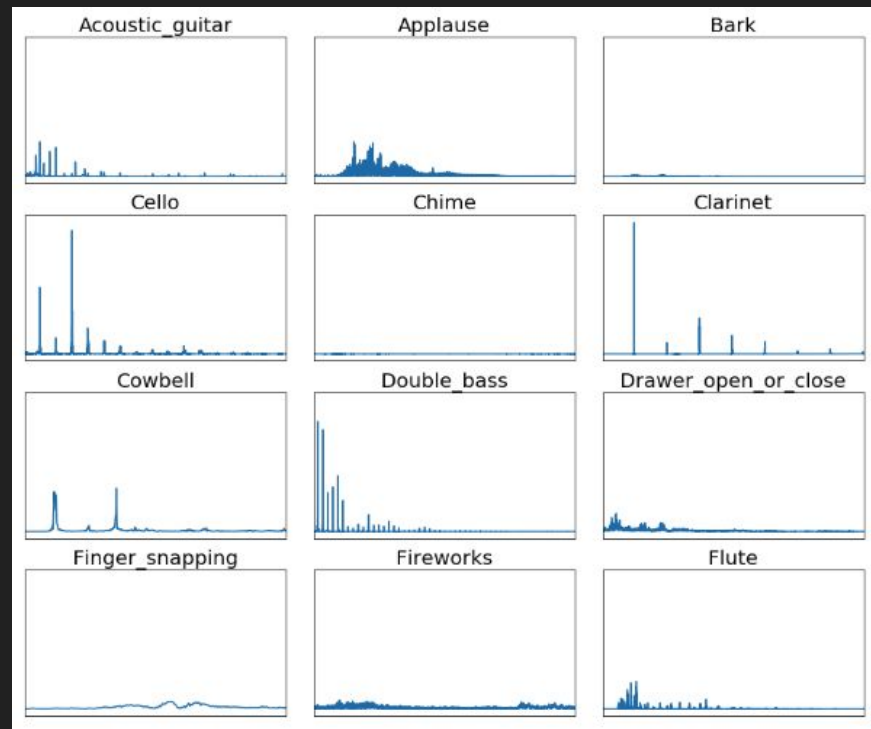 Acoustic_guitar Applause Bark
Cello Chime Clarinet
Cowbell Double_bass Drawer_open_or_close
Finger_snapping Fireworks Flute